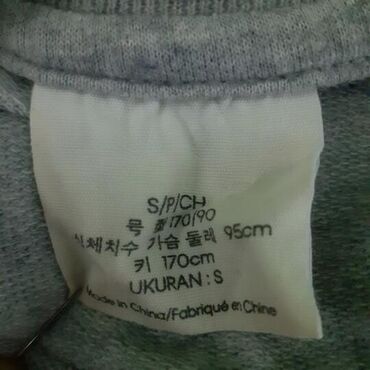 S/P/CH
号 型170/90
신체치수 가슴 둘레 95cm
키 170cm
UKURAN : S
Made in China/Fabriqué en Chine